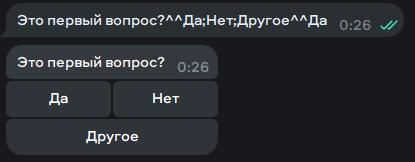 Это первый вопрос?^^Да;Нет;Другое^^Да 0:26
Это первый вопрос? 0:26
Да Нет
Другое